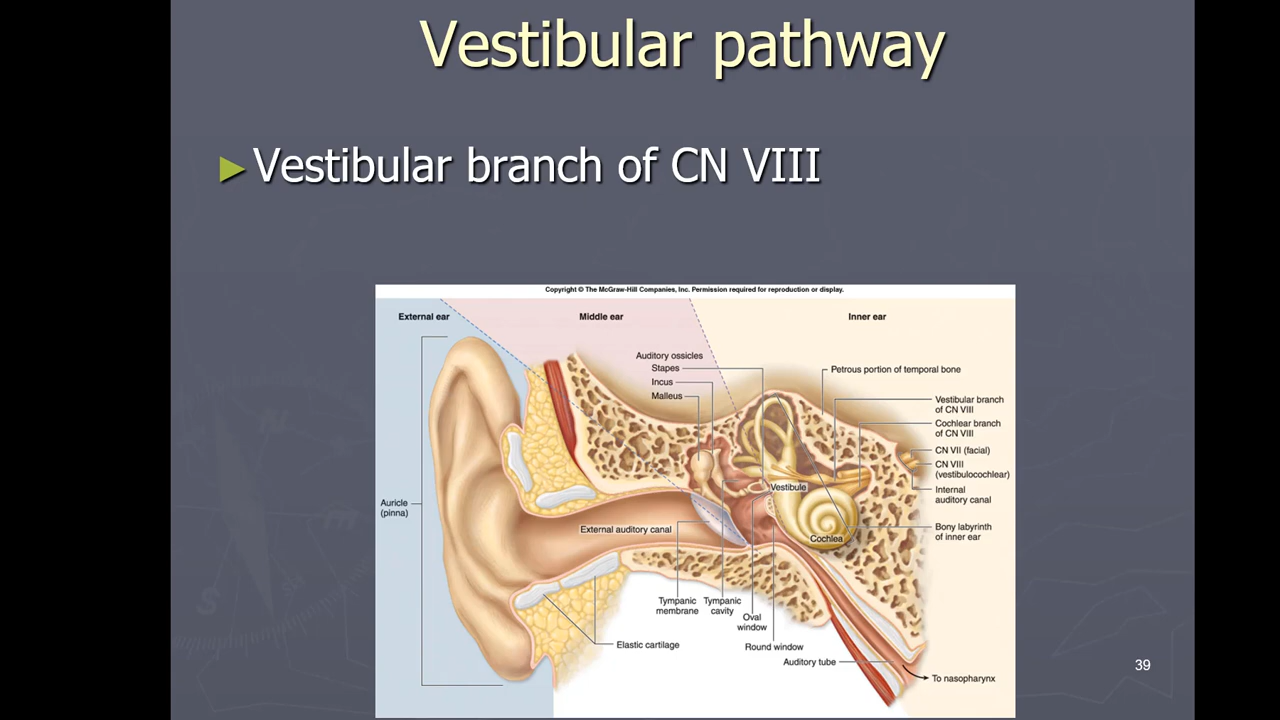 Vestibular pathway
►Vestibular branch of CN VIII
Copyright © The McGraw-Hill Companies, Inc. Permission required for reproduction or display.
External ear
Middle ear
Inner ear
Auditory ossicles
Stapes
Incus
Malleus
Petrous portion of temporal bone
Vestibular branch
of CN VIII
Cochlear branch
of CN VIII
CN VII (facial)
CN VIII
(vestibulocochlear)
Internal
auditory canal
Bony labyrinth
of inner ear
Vestibule
Cochlea
Auricle
(pinna)
External auditory canal
Tympanic
membrane
Tympanic
cavity
Oval
window
Round window
Elastic cartilage
Auditory tube
To nasopharynx
39
S